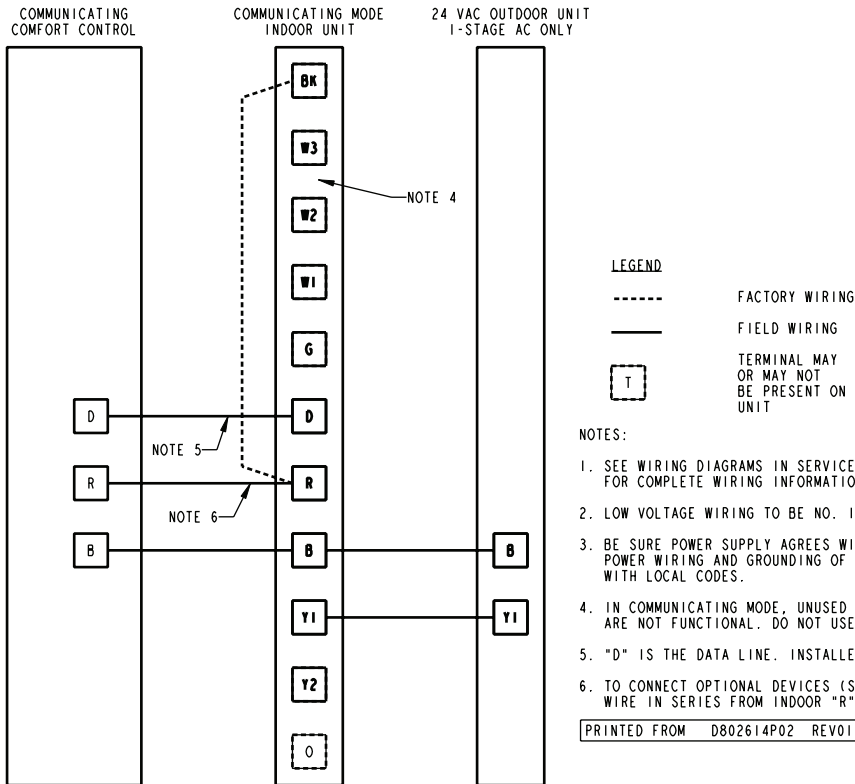 COMMUNICATING
COMFORT CONTROL
COMMUNICATING MODE
INDOOR UNIT
24 VAC OUTDOOR UNIT
1-STAGE AC ONLY
BK
W3
NOTE 4
W2
W1
G
D
D
NOTE 5
R
R
NOTE 6
B
B
B
Y1
Y1
Y2
O
LEGEND
FACTORY WIRING
FIELD WIRING
T
TERMINAL MAY
OR MAY NOT
BE PRESENT ON
UNIT
NOTES:
1. SEE WIRING DIAGRAMS IN SERVICE
FOR COMPLETE WIRING
2. LOW VOLTAGE WIRING TO BE NO.
3. BE SURE POWER SUPPLY AGREES
POWER WIRING AND GROUNDING OF
WITH LOCAL CODES.
4. IN COMMUNICATING MODE, UNUSED
ARE NOT FUNCTIONAL. DO NOT USE
5. "D" IS THE DATA LINE.
6. TO CONNECT OPTIONAL DEVICES
WIRE IN SERIES FROM INDOOR "R"
PRINTED FROM D802614P02 REV01